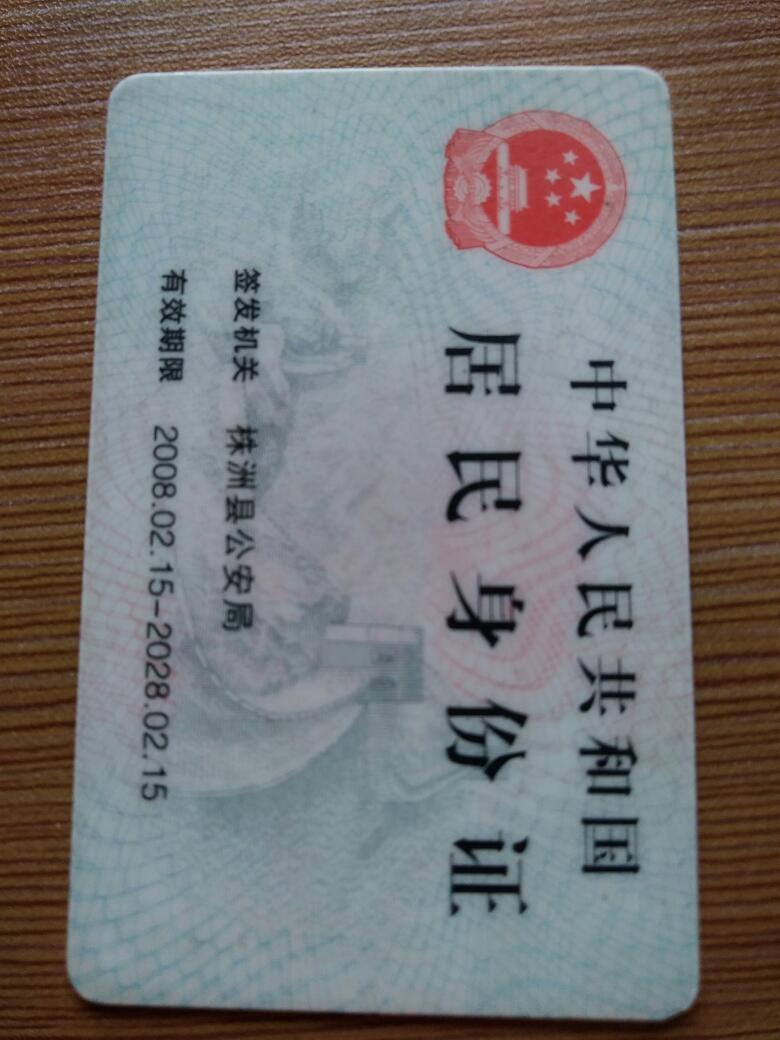 中华人民共和国
居民身份证
签发机关 株洲县公安局
有效期限 2008.02.15-2028.02.15